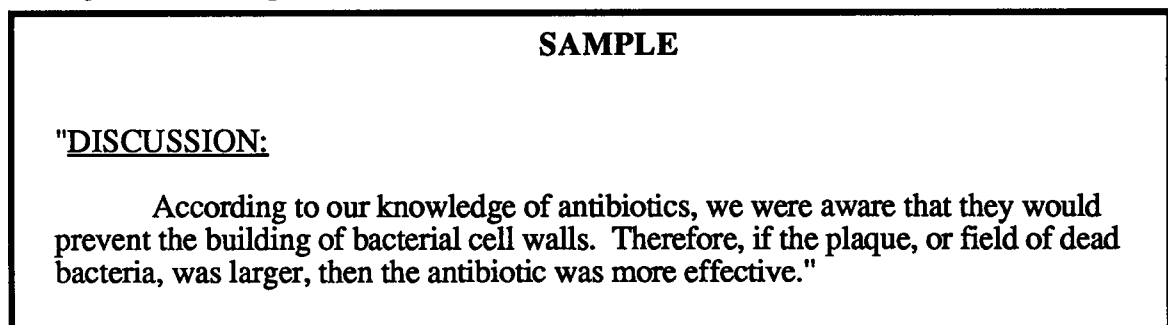 SAMPLE
"DISCUSSION:
According to our knowledge of antibiotics, we were aware that they would
prevent the building of bacterial cell walls. Therefore, if the plaque, or field of dead
bacteria, was larger, then the antibiotic was more effective."